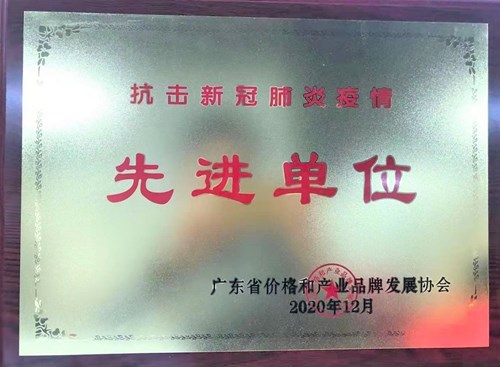 抗击新冠肺炎疫情
先进单位
广东省价格和产业品牌发展协会
2020年12月